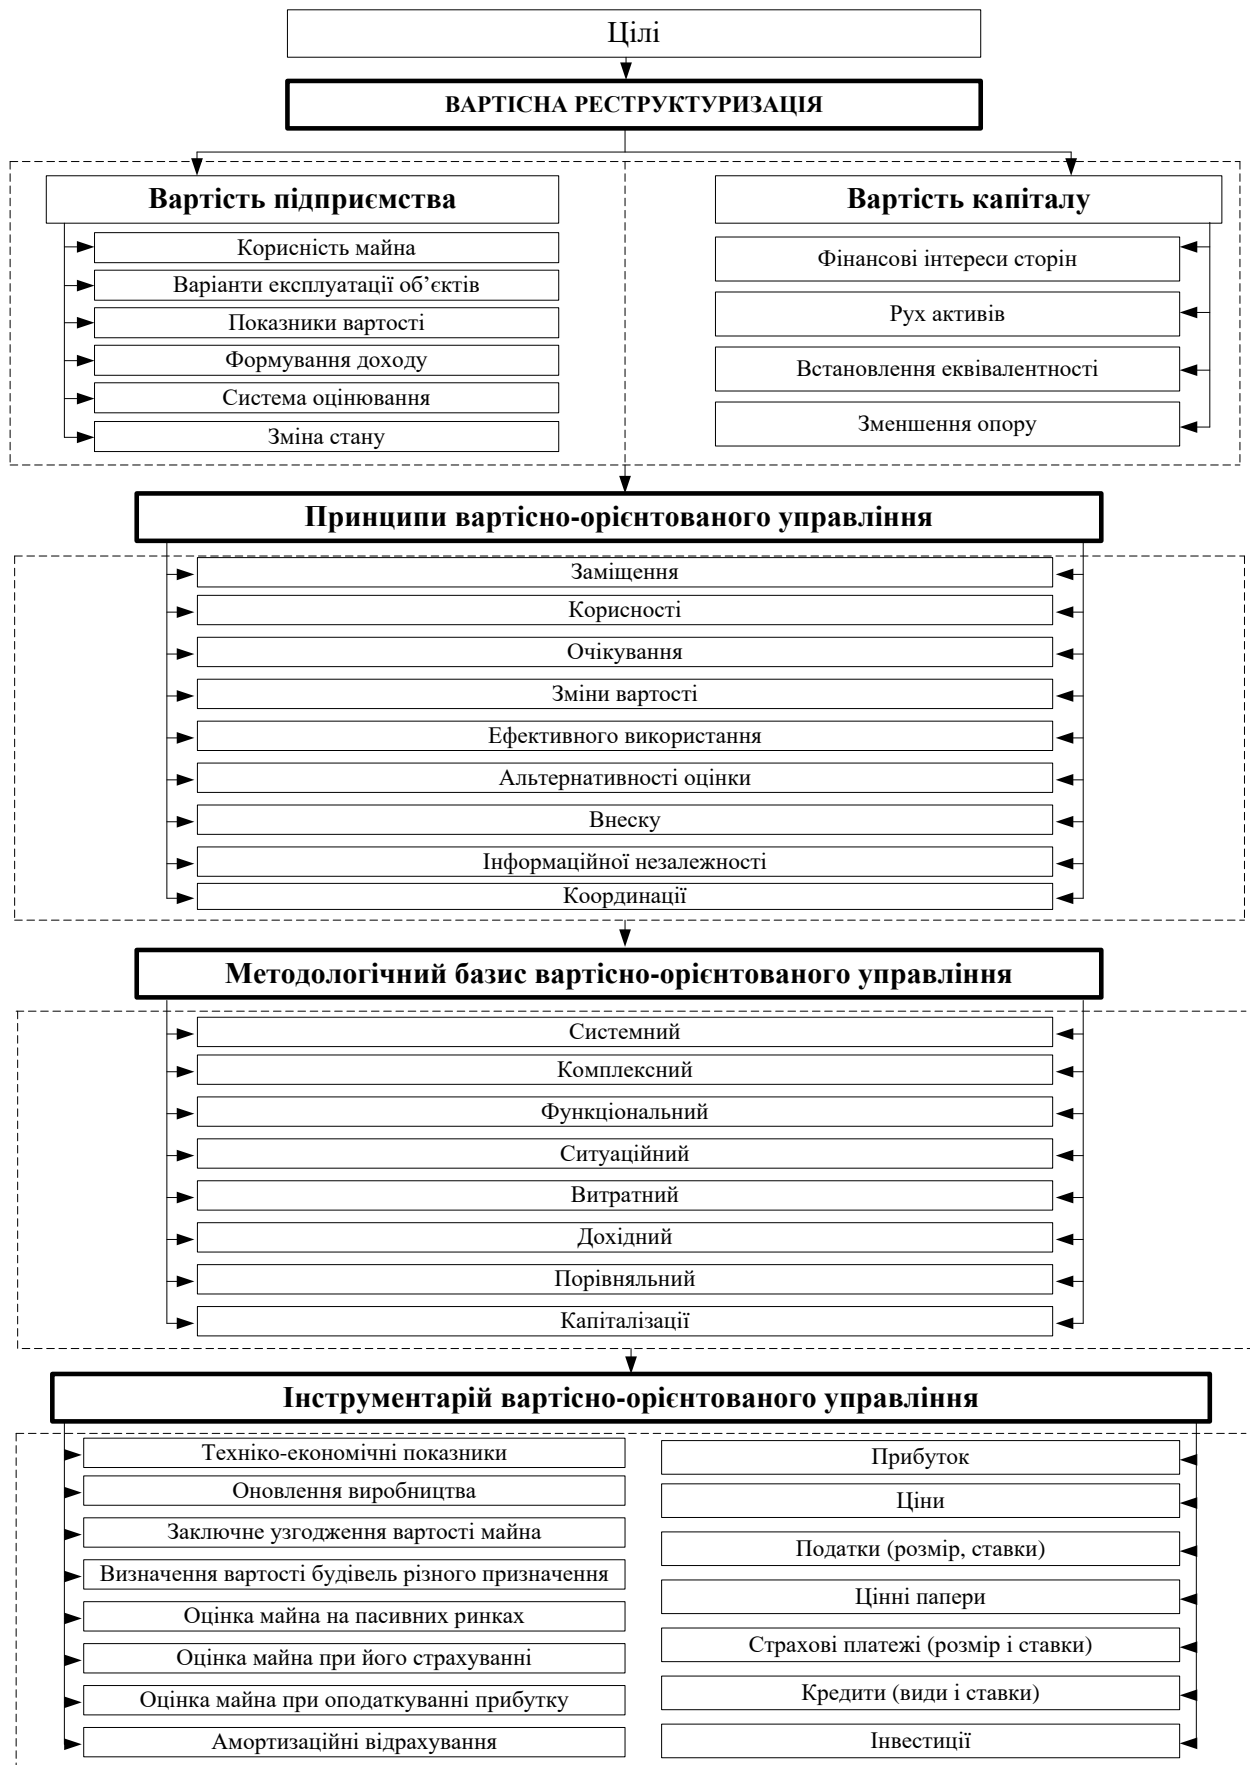 Цілі
ВАРТІСНА РЕСТРУКТУРИЗАЦІЯ
Вартість підприємства
Корисність майна
Варіанти експлуатації об’єктів
Показники вартості
Формування доходу
Система оцінювання
Зміна стану
Вартість капіталу
Фінансові інтереси сторін
Рух активів
Встановлення еквівалентності
Зменшення опору
Принципи вартісно-орієнтованого управління
Заміщення
Корисності
Очікування
Зміни вартості
Ефективного використання
Альтернативності оцінки
Внеску
Інформаційної незалежності
Координації
Методологічний базис вартісно-орієнтованого управління
Системний
Комплексний
Функціональний
Ситуаційний
Витратний
Дохідний
Порівняльний
Капіталізації
Інструментарій вартісно-орієнтованого управління
Техніко-економічні показники
Оновлення виробництва
Заключне узгодження вартості майна
Визначення вартості будівель різного призначення
Оцінка майна на пасивних ринках
Оцінка майна при його страхуванні
Оцінка майна при оподаткуванні прибутку
Амортизаційні відрахування
Прибуток
Ціни
Податки (розмір, ставки)
Цінні папери
Страхові платежі (розмір і ставки)
Кредити (види і ставки)
Інвестиції